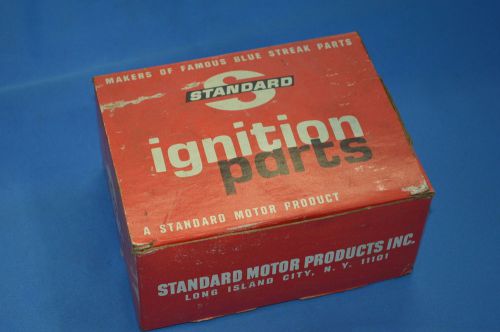 MAKERS OF FAMOUS BLUE STREAK PARTS
S
STANDARD
ignition
parts
A STANDARD MOTOR PRODUCT
STANDARD MOTOR PRODUCTS INC.
LONG ISLAND CITY, N. Y. 11101